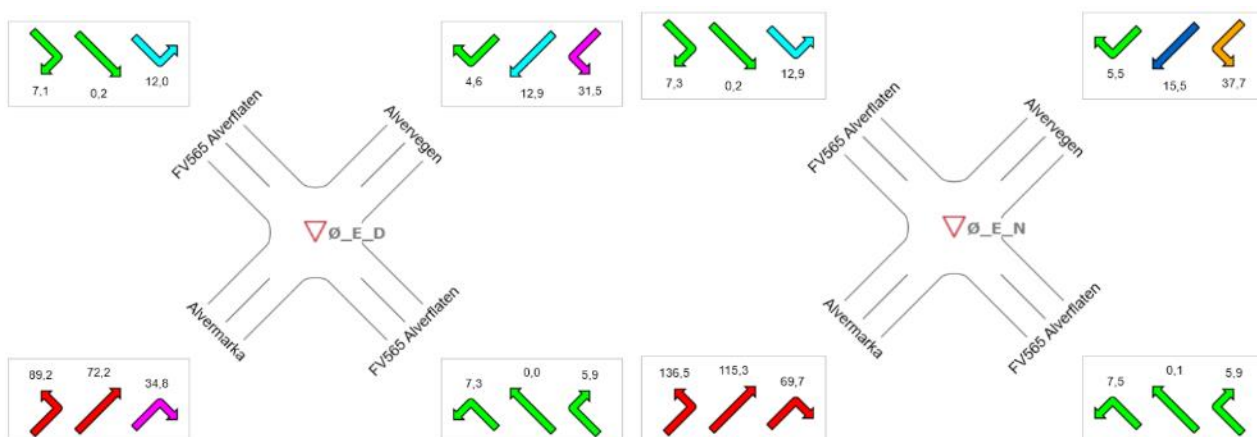 7,1 0,2 12,0
4,6 12,9 31,5
FV565 Alverflaten
Alvervegen
Ø_E_D
Alvermarka
FV565 Alverflaten
89,2 72,2 34,8
7,3 0,0 5,9
7,3 0,2 12,9
5,5 15,5 37,7
FV565 Alverflaten
Alvervegen
Ø_E_N
Alvermarka
FV565 Alverflaten
136,5 115,3 69,7
7,5 0,1 5,9